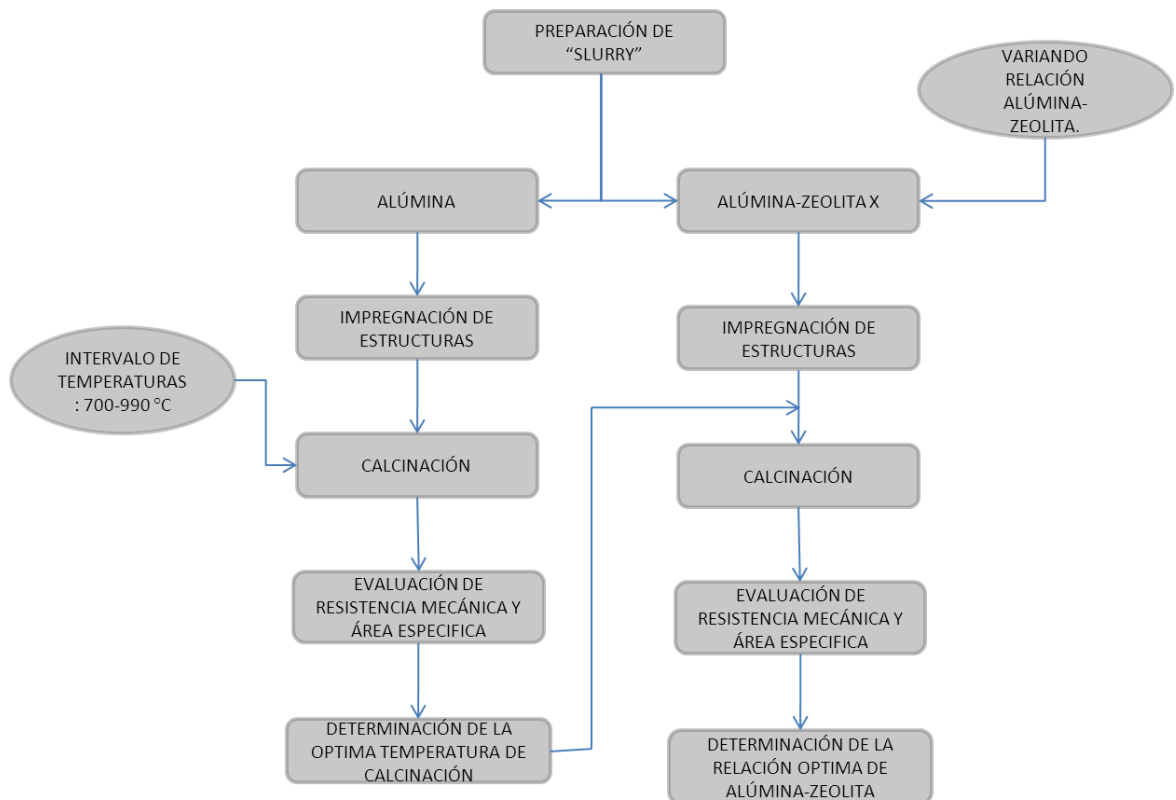 PREPARACIÓN DE
“SLURRY”
VARIANDO
RELACIÓN
ALÚMINA-
ZEOLITA.
ALÚMINA
ALÚMINA-ZEOLITA X
IMPREGNACIÓN DE
ESTRUCTURAS
IMPREGNACIÓN DE
ESTRUCTURAS
INTERVALO DE
TEMPERATURAS
: 700-990 °C
CALCINACIÓN
CALCINACIÓN
EVALUACIÓN DE
RESISTENCIA MECÁNICA Y
ÁREA ESPECIFICA
EVALUACIÓN DE
RESISTENCIA MECÁNICA Y
ÁREA ESPECIFICA
DETERMINACIÓN DE LA
OPTIMA TEMPERATURA DE
CALCINACIÓN
DETERMINACIÓN DE LA
RELACIÓN OPTIMA DE
ALÚMINA-ZEOLITA